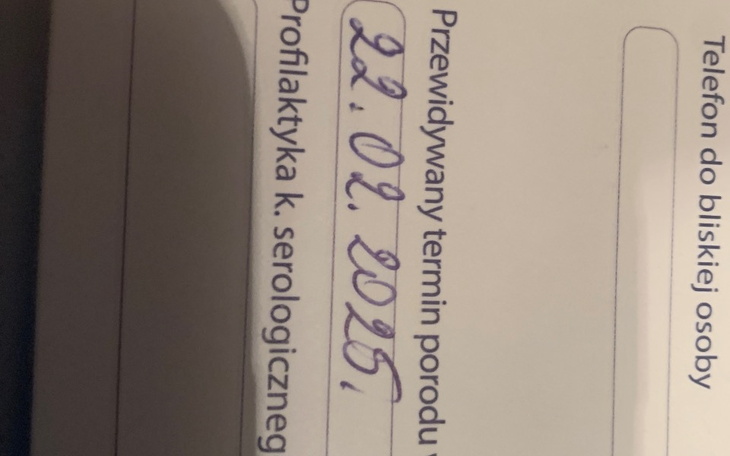 Telefon do bliskiej osoby
Przewidywany termin porodu
22.02.2025.
Profilaktyka k. serologiczneg